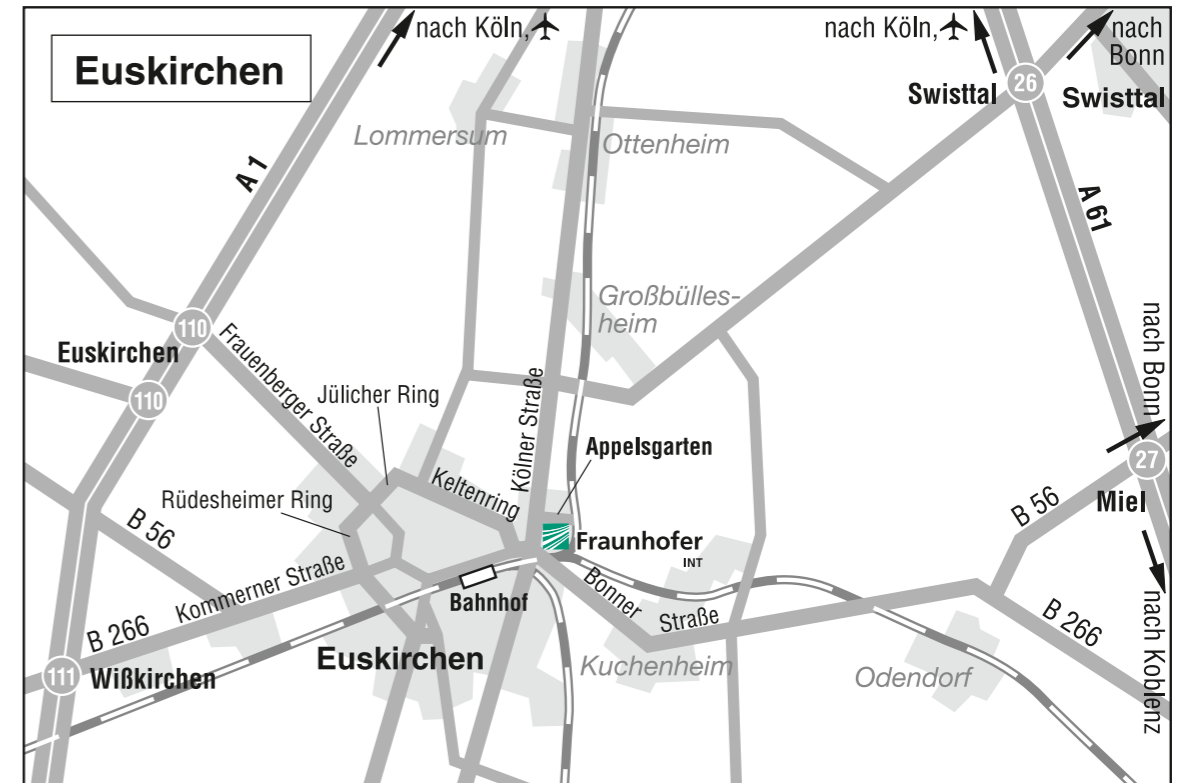 Euskirchen
nach Köln,
nach Köln,
nach
Bonn
26
Swisttal
Swisttal
Lommersum
Ottenheim
A 1
A 61
Großbülles-
heim
nach Bonn
110
Euskirchen
110
Frauenberger Straße
Jülicher Ring
Kölner Straße
Appelsgarten
27
Miel
Keltenring
Rüdesheimer Ring
B 56
B 56
Fraunhofer
INT
Kommerner Straße
Bahnhof
Bonner
Straße
B 266
B 266
nach Koblenz
111
Wißkirchen
Euskirchen
Kuchenheim
Odendorf